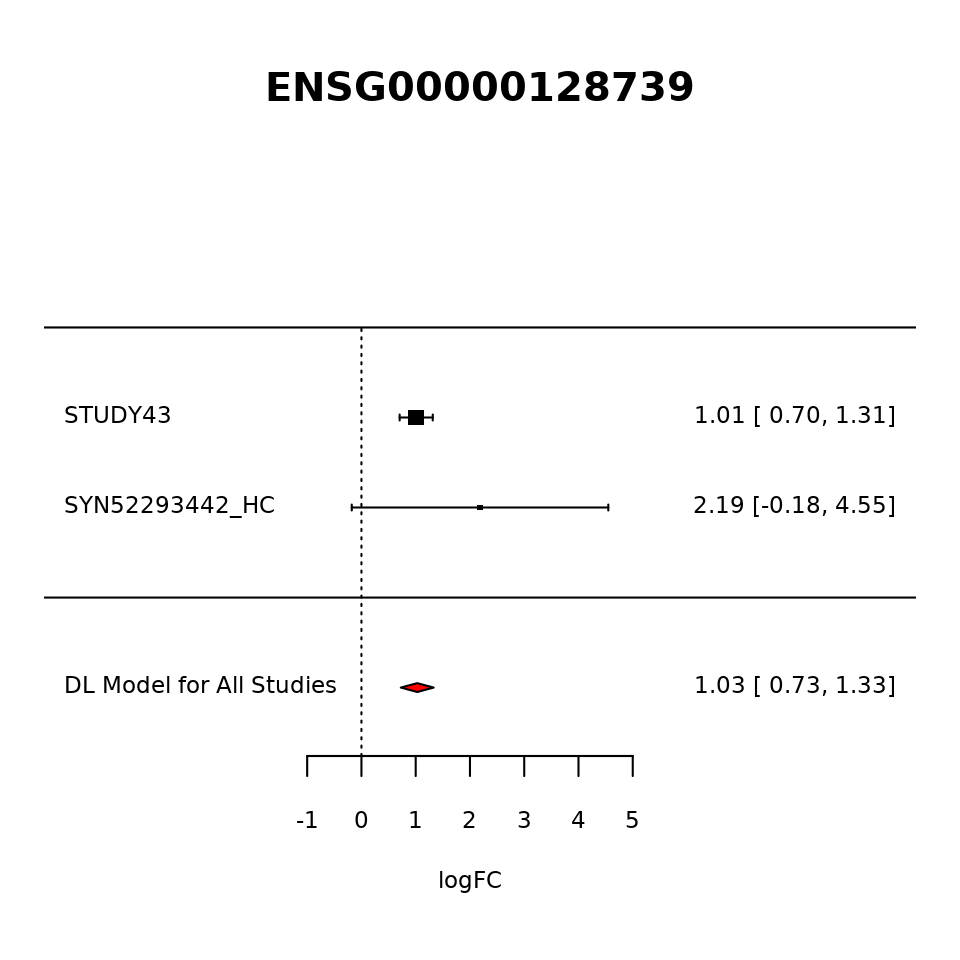 ENSG00000128739
STUDY43 1.01 [ 0.70, 1.31]
SYN52293442_HC 2.19 [-0.18, 4.55]
DL Model for All Studies 1.03 [ 0.73, 1.33]
-1 0 1 2 3 4 5
logFC